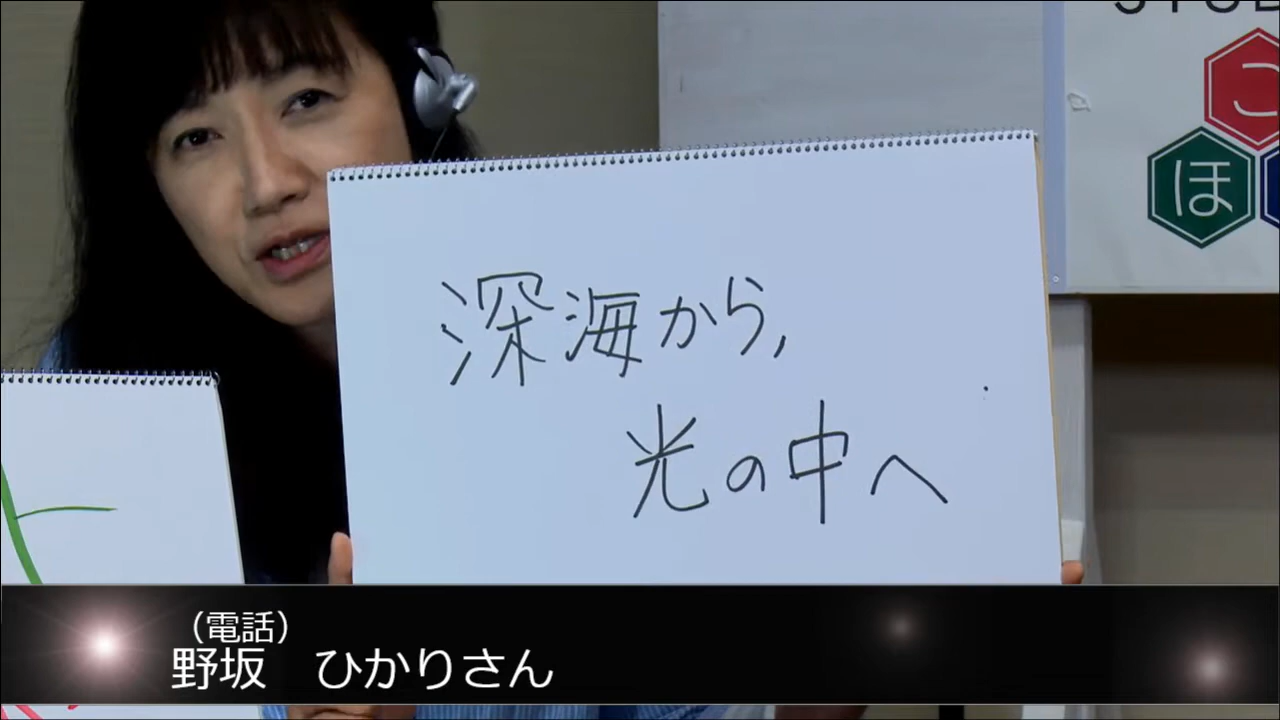 こ
ほ
深海から,
光の中へ
(電話)
野坂 ひかりさん